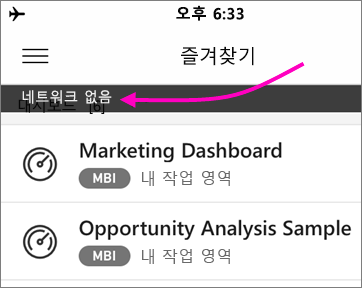 오후 6:33
즐겨찾기
네트워크 없음
대시보드 [6]
Marketing Dashboard
MBI 내 작업 영역
Opportunity Analysis Sample
MBI 내 작업 영역